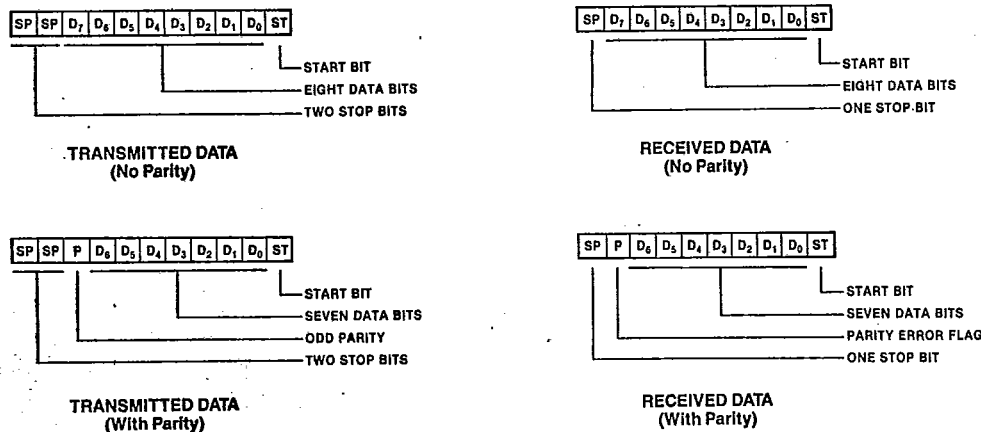 SP SP D7 D6 D5 D4 D3 D2 D1 D0 ST
START BIT
EIGHT DATA BITS
TWO STOP BITS
TRANSMITTED DATA
(No Parity)
SP D7 D6 D5 D4 D3 D2 D1 D0 ST
START BIT
EIGHT DATA BITS
ONE STOP BIT
RECEIVED DATA
(No Parity)
SP SP P D6 D5 D4 D3 D2 D1 D0 ST
START BIT
SEVEN DATA BITS
ODD PARITY
TWO STOP BITS
TRANSMITTED DATA
(With Parity)
SP P D6 D5 D4 D3 D2 D1 D0 ST
START BIT
SEVEN DATA BITS
PARITY ERROR FLAG
ONE STOP BIT
RECEIVED DATA
(With Parity)